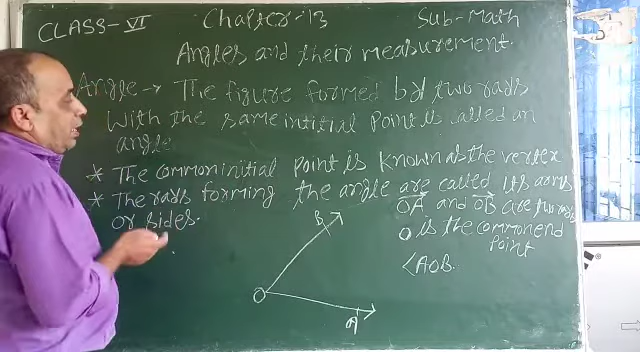 CLASS-VI Chapter-13 Sub-Math
Angles and their measurement.
Angle → The figure formed by two rays
With the same intitial Point is called an
angle
* The common initial point is known as the vertex
* The rays forming the angle are called its arms
or sides.
OA and OB are two rays
O is the common end
point
<AOB.
B
O
A